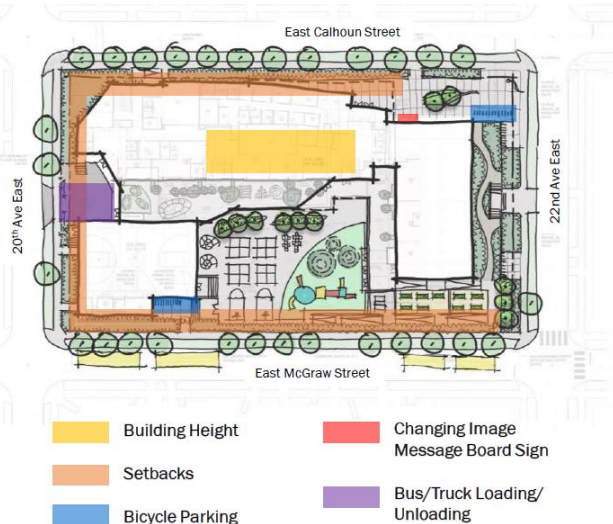 East Calhoun Street
20th Ave East
22nd Ave East
East McGraw Street
Building Height
Setbacks
Bicycle Parking
Changing Image
Message Board Sign
Bus/Truck Loading/
Unloading